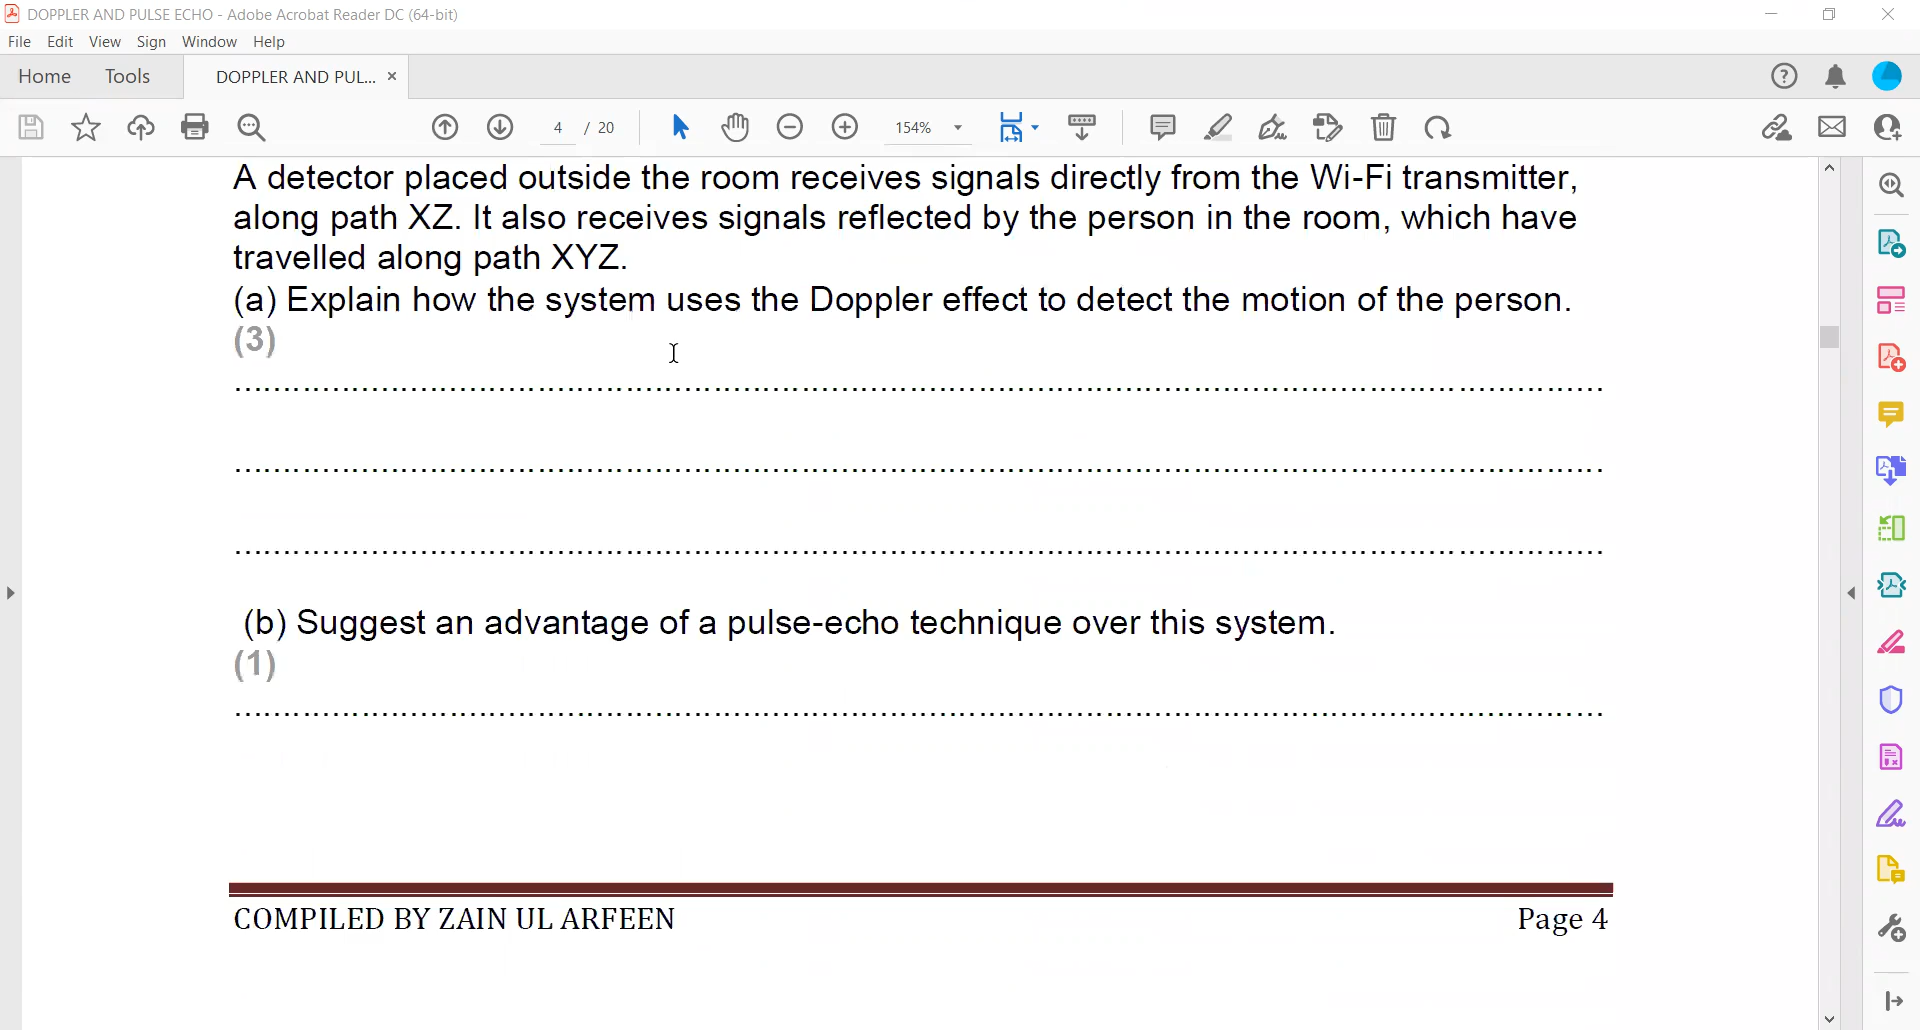 DOPPLER AND PULSE ECHO - Adobe Acrobat Reader DC (64-bit)
File Edit View Sign Window Help
Home Tools DOPPLER AND PUL... ×
4 / 20 154%
A detector placed outside the room receives signals directly from the Wi-Fi transmitter,
along path XZ. It also receives signals reflected by the person in the room, which have
travelled along path XYZ.
(a) Explain how the system uses the Doppler effect to detect the motion of the person.
(3)
(b) Suggest an advantage of a pulse-echo technique over this system.
(1)
COMPILED BY ZAIN UL ARFEEN Page 4